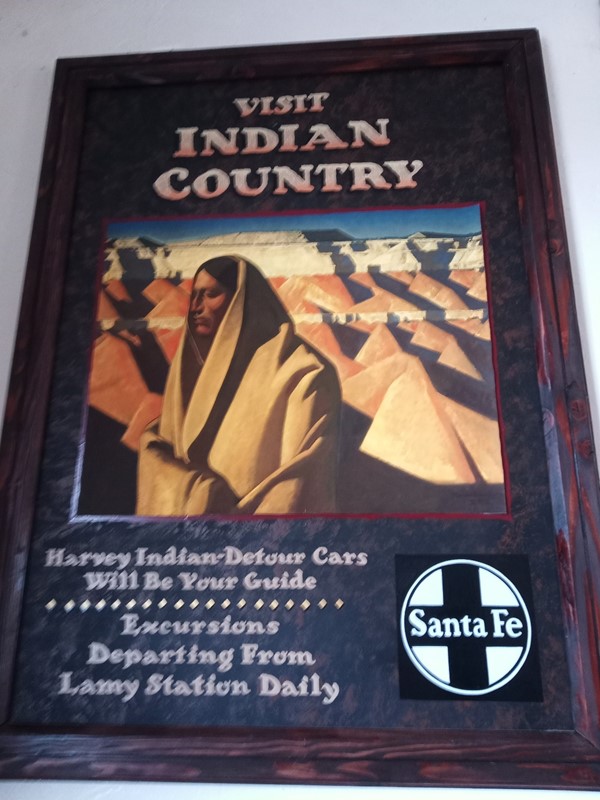 Visit
Indian
Country
Harvey Indian-Detour Cars
Will Be Your Guide
Excursions
Departing From
Lamy Station Daily
Santa Fe